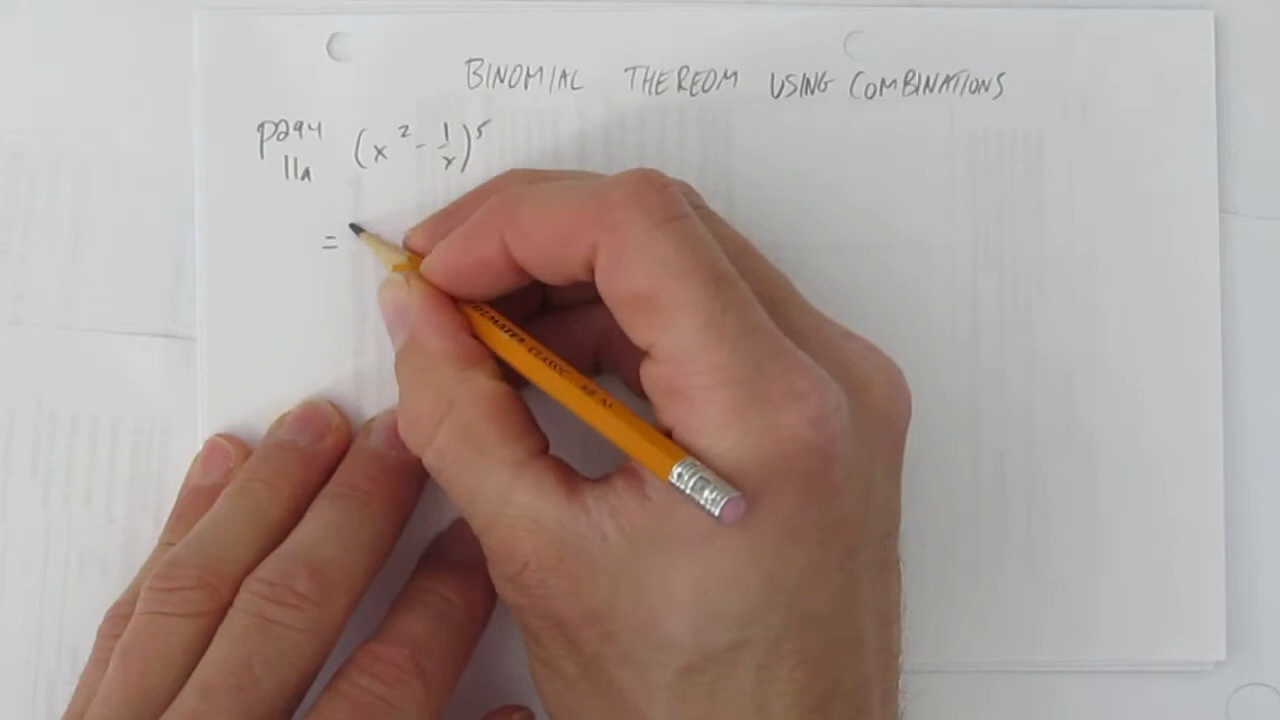 BINOMIAL THEREOM USING COMBINATIONS
p294 (x² - 1/x)⁵
11a
=